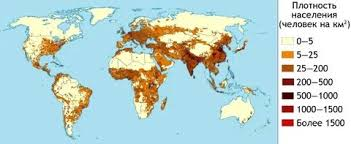 Плотность
населения
(человек на км²)
0–5
5–25
25–200
200–500
500–1000
1000–1500
Более 1500